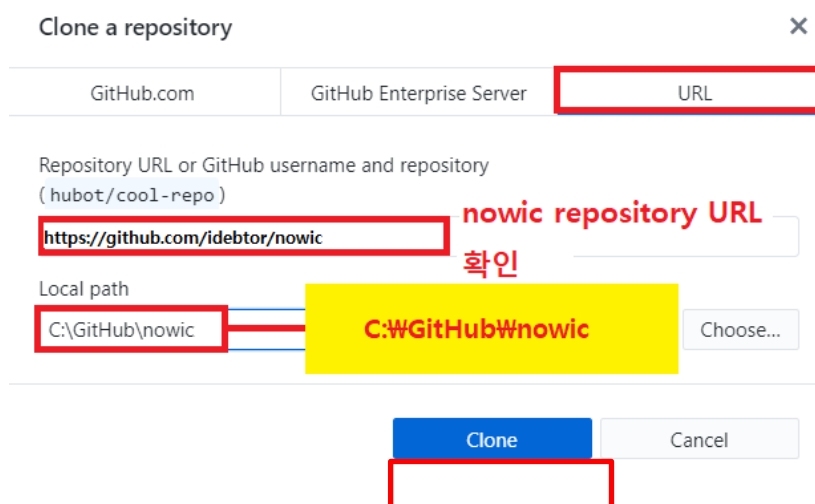 Clone a repository
×
GitHub.com
GitHub Enterprise Server
URL
Repository URL or GitHub username and repository
(hubot/cool-repo)
https://github.com/idebtor/nowic
nowic repository URL
확인
Local path
C:\GitHub\nowic
C:₩GitHub₩nowic
Choose...
Clone
Cancel